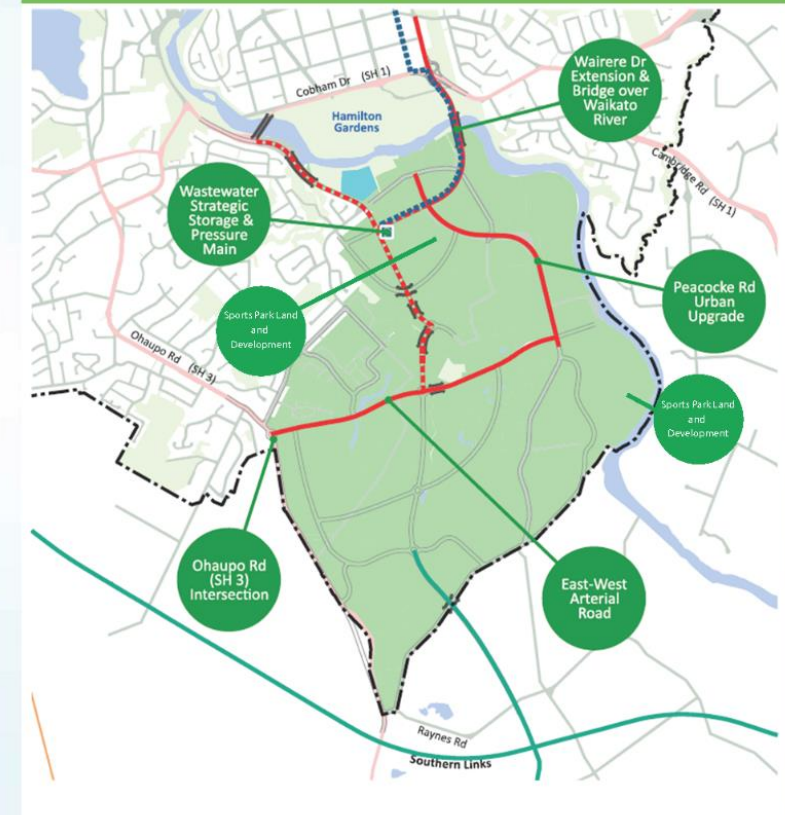 Wairere Dr
Extension &
Bridge over
Waikato
River
Cobham Dr (SH 1)
Hamilton
Gardens
Cambridge Rd (SH 1)
Wastewater
Strategic
Storage &
Pressure
Main
Peacocke Rd
Urban
Upgrade
Sports Park Land
and
Development
Ohaupo Rd (SH 3)
Sports Park Land
and
Development
Ohaupo Rd
(SH 3)
Intersection
East-West
Arterial
Road
Raynes Rd
Southern Links